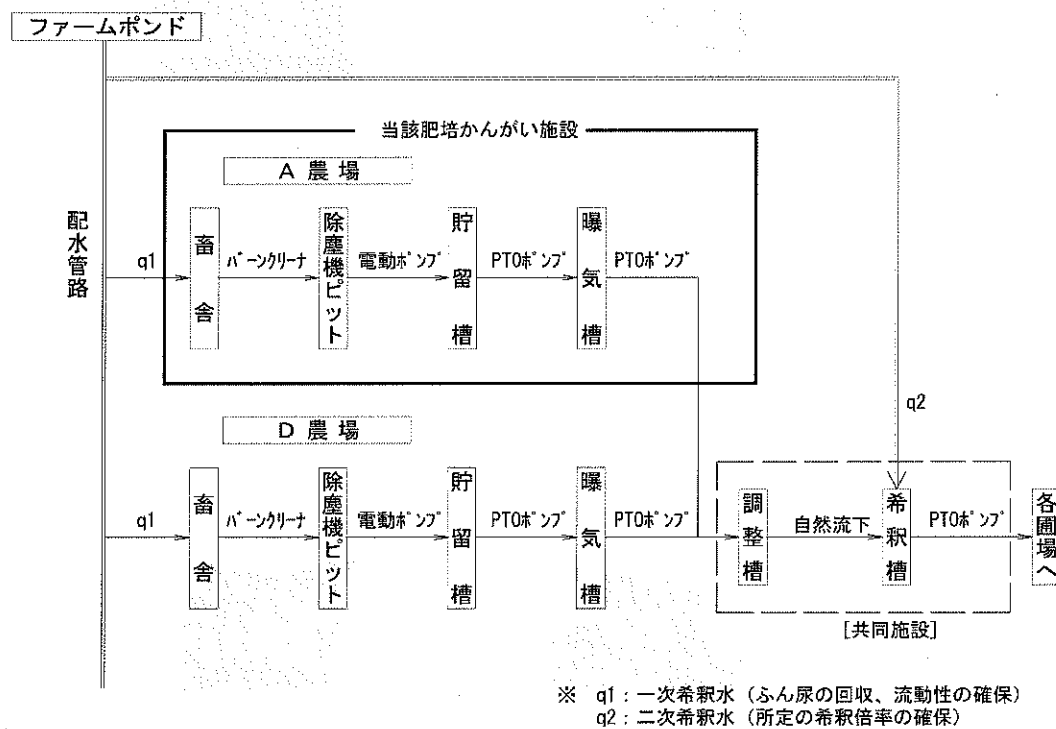 ファームポンド
当該肥培かんがい施設
A 農 場
配水管路
q1
畜舎
バーンクリーナ
除塵機ピット
電動ポンプ
貯留槽
PTOポンプ
曝気槽
PTOポンプ
q2
D 農 場
q1
畜舎
バーンクリーナ
除塵機ピット
電動ポンプ
貯留槽
PTOポンプ
曝気槽
PTOポンプ
調整槽
自然流下
希釈槽
PTOポンプ
各圃場へ
[共同施設]
※ q1：一次希釈水（ふん尿の回収、流動性の確保）
q2：二次希釈水（所定の希釈倍率の確保）